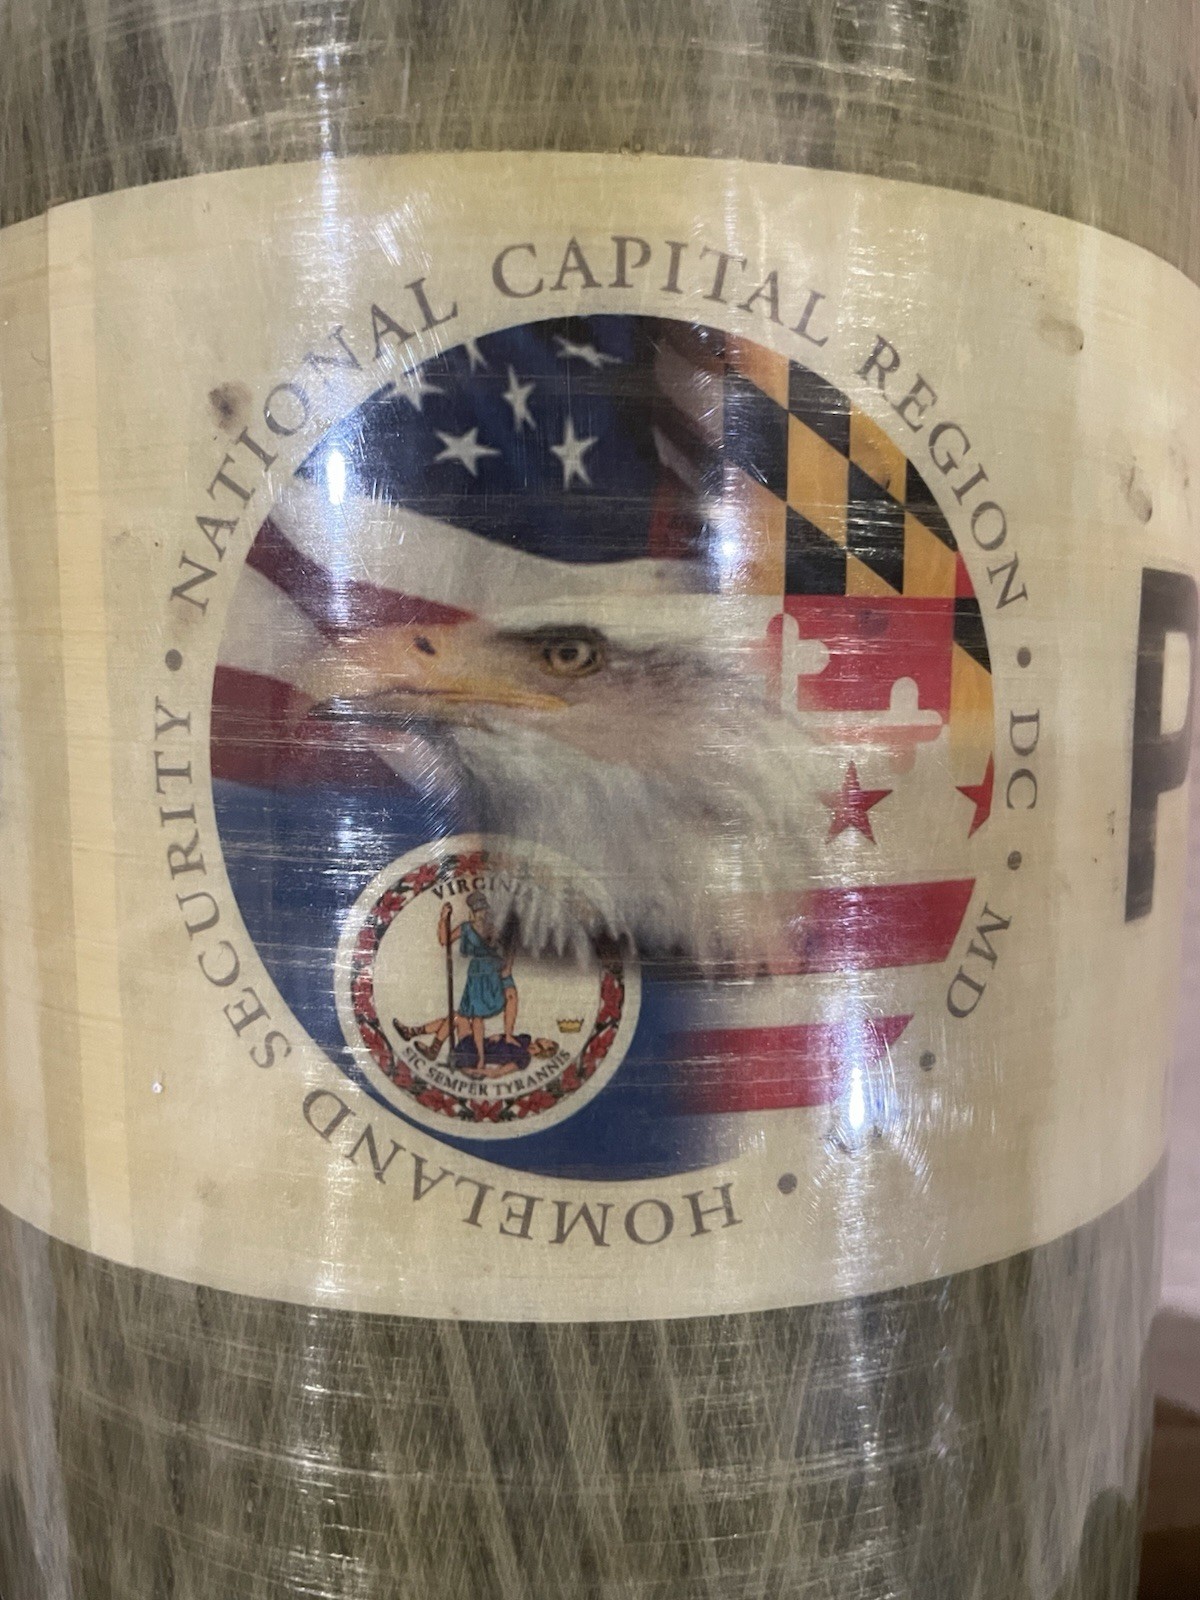 NATIONAL CAPITAL REGION • DC • MD • • HOMELAND SECURITY •
VIRGINIA
SIC SEMPER TYRANNIS
P